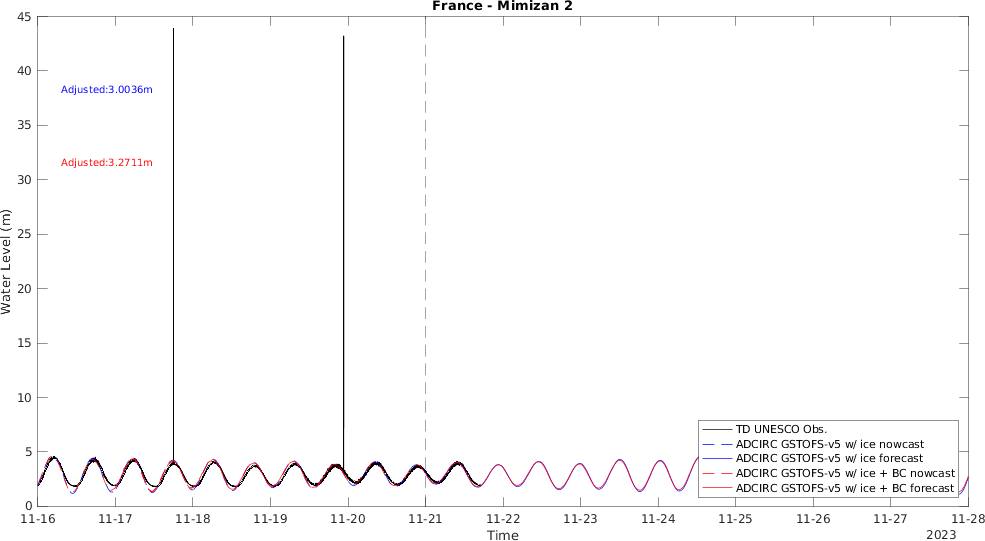 France - Mimizan 2
Water Level (m)
45
40
35
30
25
20
15
10
5
0
Adjusted:3.0036m
Adjusted:3.2711m
TD UNESCO Obs.
ADCIRC GSTOFS-v5 w/ ice nowcast
ADCIRC GSTOFS-v5 w/ ice forecast
ADCIRC GSTOFS-v5 w/ ice + BC nowcast
ADCIRC GSTOFS-v5 w/ ice + BC forecast
11-16 11-17 11-18 11-19 11-20 11-21 11-22 11-23 11-24 11-25 11-26 11-27 11-28
Time
2023